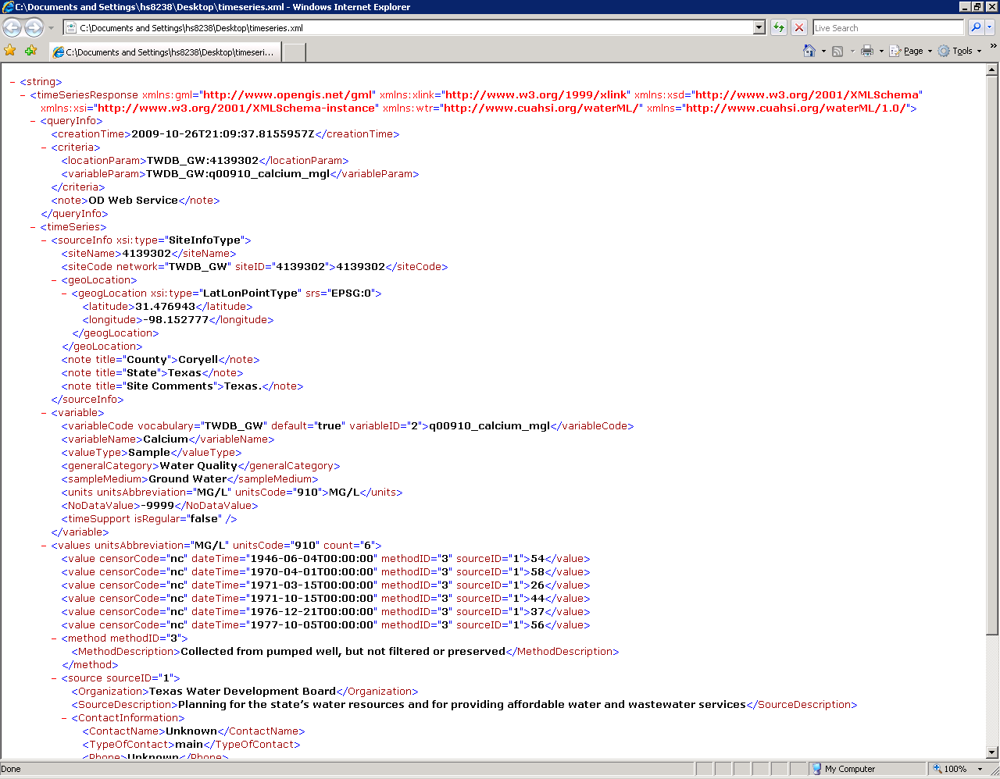 C:\Documents and Settings\hs8238\Desktop\timeseries.xml - Windows Internet Explorer
C:\Documents and Settings\hs8238\Desktop\timeseries.xml
Live Search
C:\Documents and Settings\hs8238\Desktop\timeseri...
Page
Tools
»
- <string>
- <timeSeriesResponse xmlns:gml="http://www.opengis.net/gml" xmlns:xlink="http://www.w3.org/1999/xlink" xmlns:xsd="http://www.w3.org/2001/XMLSchema"
xmlns:xsi="http://www.w3.org/2001/XMLSchema-instance" xmlns:wtr="http://www.cuahsi.org/waterML/" xmlns="http://www.cuahsi.org/waterML/1.0/">
- <queryInfo>
<creationTime>2009-10-26T21:09:37.8155957Z</creationTime>
- <criteria>
<locationParam>TWDB_GW:4139302</locationParam>
<variableParam>TWDB_GW:q00910_calcium_mgl</variableParam>
</criteria>
<note>OD Web Service</note>
</queryInfo>
- <timeSeries>
- <sourceInfo xsi:type="SiteInfoType">
<siteName>4139302</siteName>
<siteCode network="TWDB_GW" siteID="4139302">4139302</siteCode>
- <geoLocation>
- <geogLocation xsi:type="LatLonPointType" srs="EPSG:0">
<latitude>31.476943</latitude>
<longitude>-98.152777</longitude>
</geogLocation>
</geoLocation>
<note title="County">Coryell</note>
<note title="State">Texas</note>
<note title="Site Comments">Texas.</note>
</sourceInfo>
- <variable>
<variableCode vocabulary="TWDB_GW" default="true" variableID="2">q00910_calcium_mgl</variableCode>
<variableName>Calcium</variableName>
<valueType>Sample</valueType>
<generalCategory>Water Quality</generalCategory>
<sampleMedium>Ground Water</sampleMedium>
<units unitsAbbreviation="MG/L" unitsCode="910">MG/L</units>
<NoDataValue>-9999</NoDataValue>
<timeSupport isRegular="false" />
</variable>
- <values unitsAbbreviation="MG/L" unitsCode="910" count="6">
<value censorCode="nc" dateTime="1946-06-04T00:00:00" methodID="3" sourceID="1">54</value>
<value censorCode="nc" dateTime="1970-04-01T00:00:00" methodID="3" sourceID="1">58</value>
<value censorCode="nc" dateTime="1971-03-15T00:00:00" methodID="3" sourceID="1">26</value>
<value censorCode="nc" dateTime="1971-10-15T00:00:00" methodID="3" sourceID="1">44</value>
<value censorCode="nc" dateTime="1976-12-21T00:00:00" methodID="3" sourceID="1">37</value>
<value censorCode="nc" dateTime="1977-10-05T00:00:00" methodID="3" sourceID="1">56</value>
- <method methodID="3">
<MethodDescription>Collected from pumped well, but not filtered or preserved</MethodDescription>
</method>
- <source sourceID="1">
<Organization>Texas Water Development Board</Organization>
<SourceDescription>Planning for the state's water resources and for providing affordable water and wastewater services</SourceDescription>
- <ContactInformation>
<ContactName>Unknown</ContactName>
<TypeOfContact>main</TypeOfContact>
<Phone>Unknown</Phone>
Done
My Computer
100%